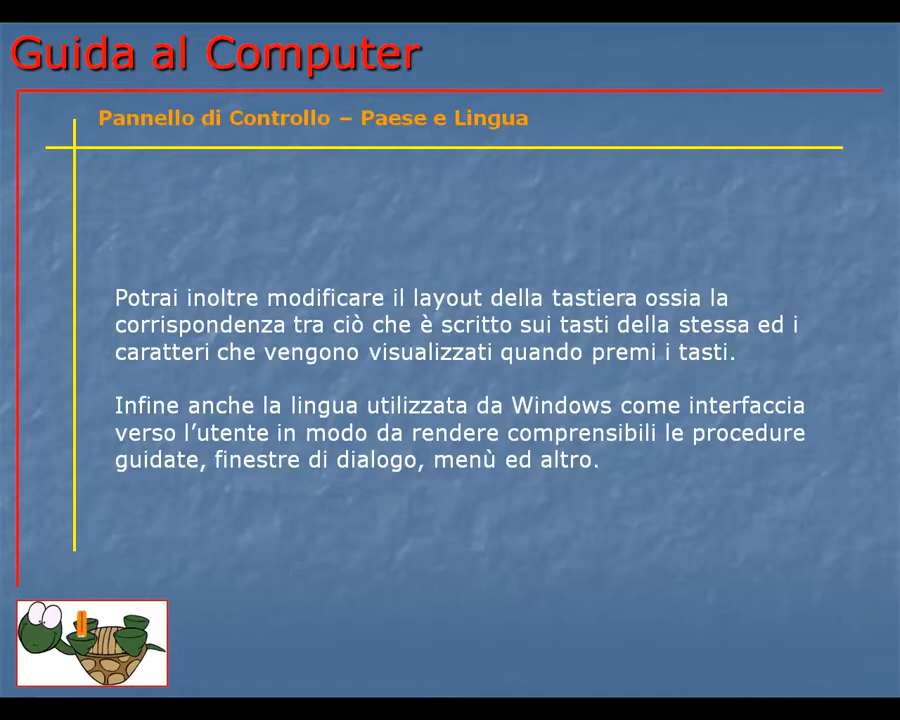 Guida al Computer
Pannello di Controllo – Paese e Lingua
Potrai inoltre modificare il layout della tastiera ossia la
corrispondenza tra ciò che è scritto sui tasti della stessa ed i
caratteri che vengono visualizzati quando premi i tasti.
Infine anche la lingua utilizzata da Windows come interfaccia
verso l’utente in modo da rendere comprensibili le procedure
guidate, finestre di dialogo, menù ed altro.